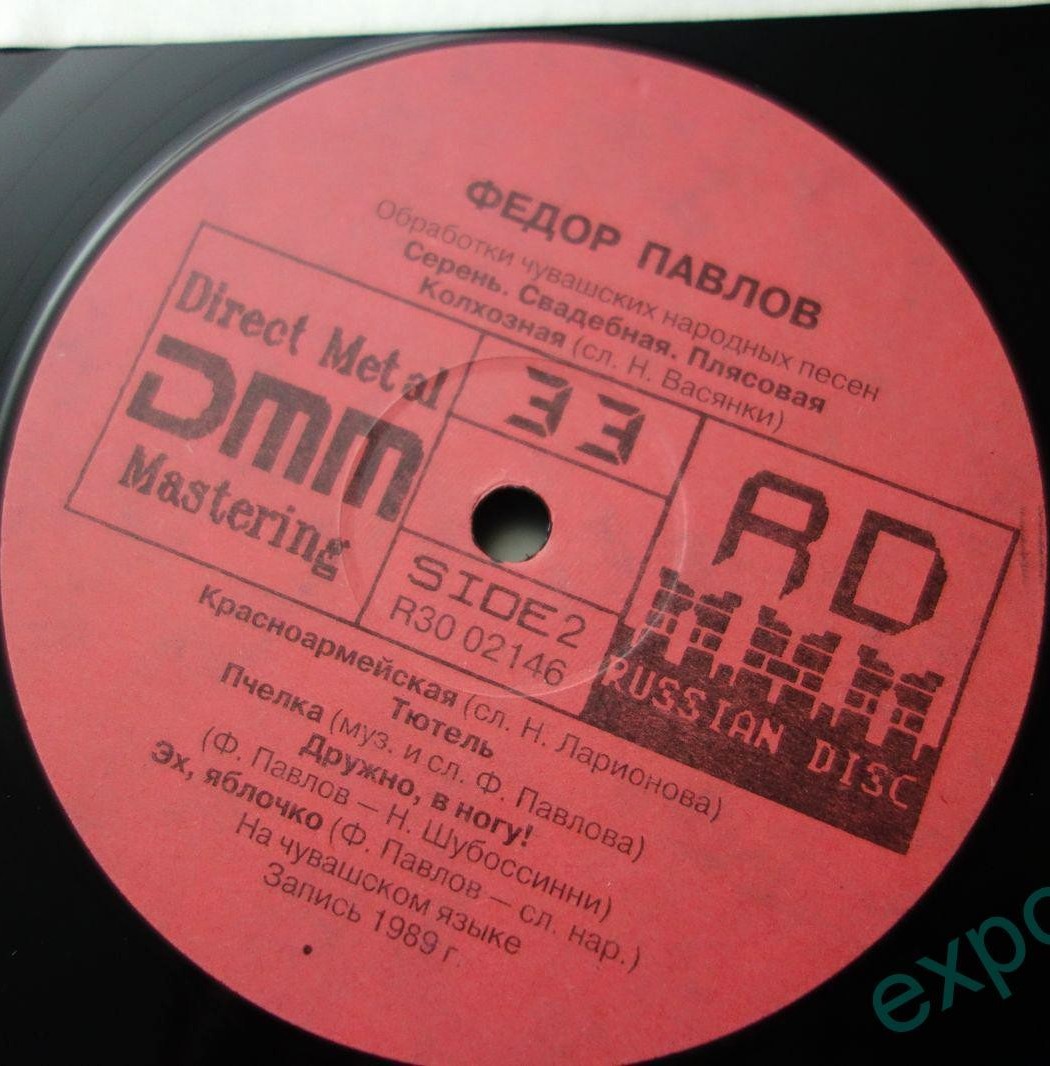 ФЕДОР ПАВЛОВ
Обработки чувашских народных песен
Серень. Свадебная. Плясовая
Колхозная (сл. Н. Васянки)
Direct Metal
DMM
Mastering
33
SIDE 2
R30 02146
RD
RUSSIAN DISC
Красноармейская (сл. Н. Ларионова)
Тютель
Пчелка (муз. и сл. Ф. Павлова)
Дружно, в ногу!
(Ф. Павлов — Н. Шубоссинни)
Эх, яблочко (Ф. Павлов — сл. нар.)
На чувашском языке
Запись 1989 г.
expo